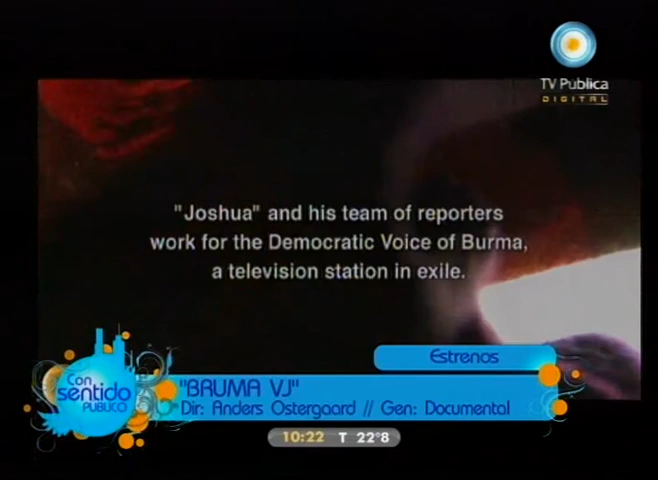 TV Publica
DIGITAL
"Joshua" and his team of reporters
work for the Democratic Voice of Burma,
a television station in exile.
Estrenos
Con
sentido
PUBLICO
"BRUMA VJ"
Dir: Anders Ostergaard // Gen: Documental
10:22 T 22°8